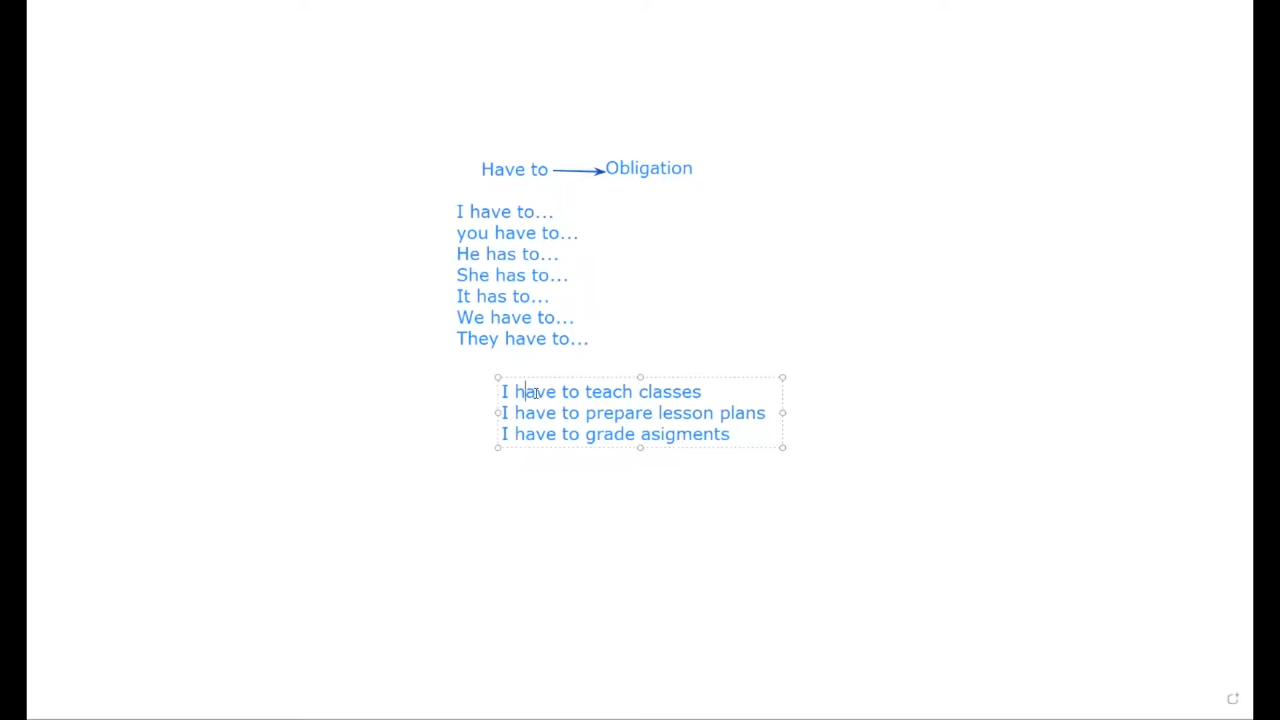 Have to Obligation
I have to...
you have to...
He has to...
She has to...
It has to...
We have to...
They have to...
I have to teach classes
I have to prepare lesson plans
I have to grade asigments